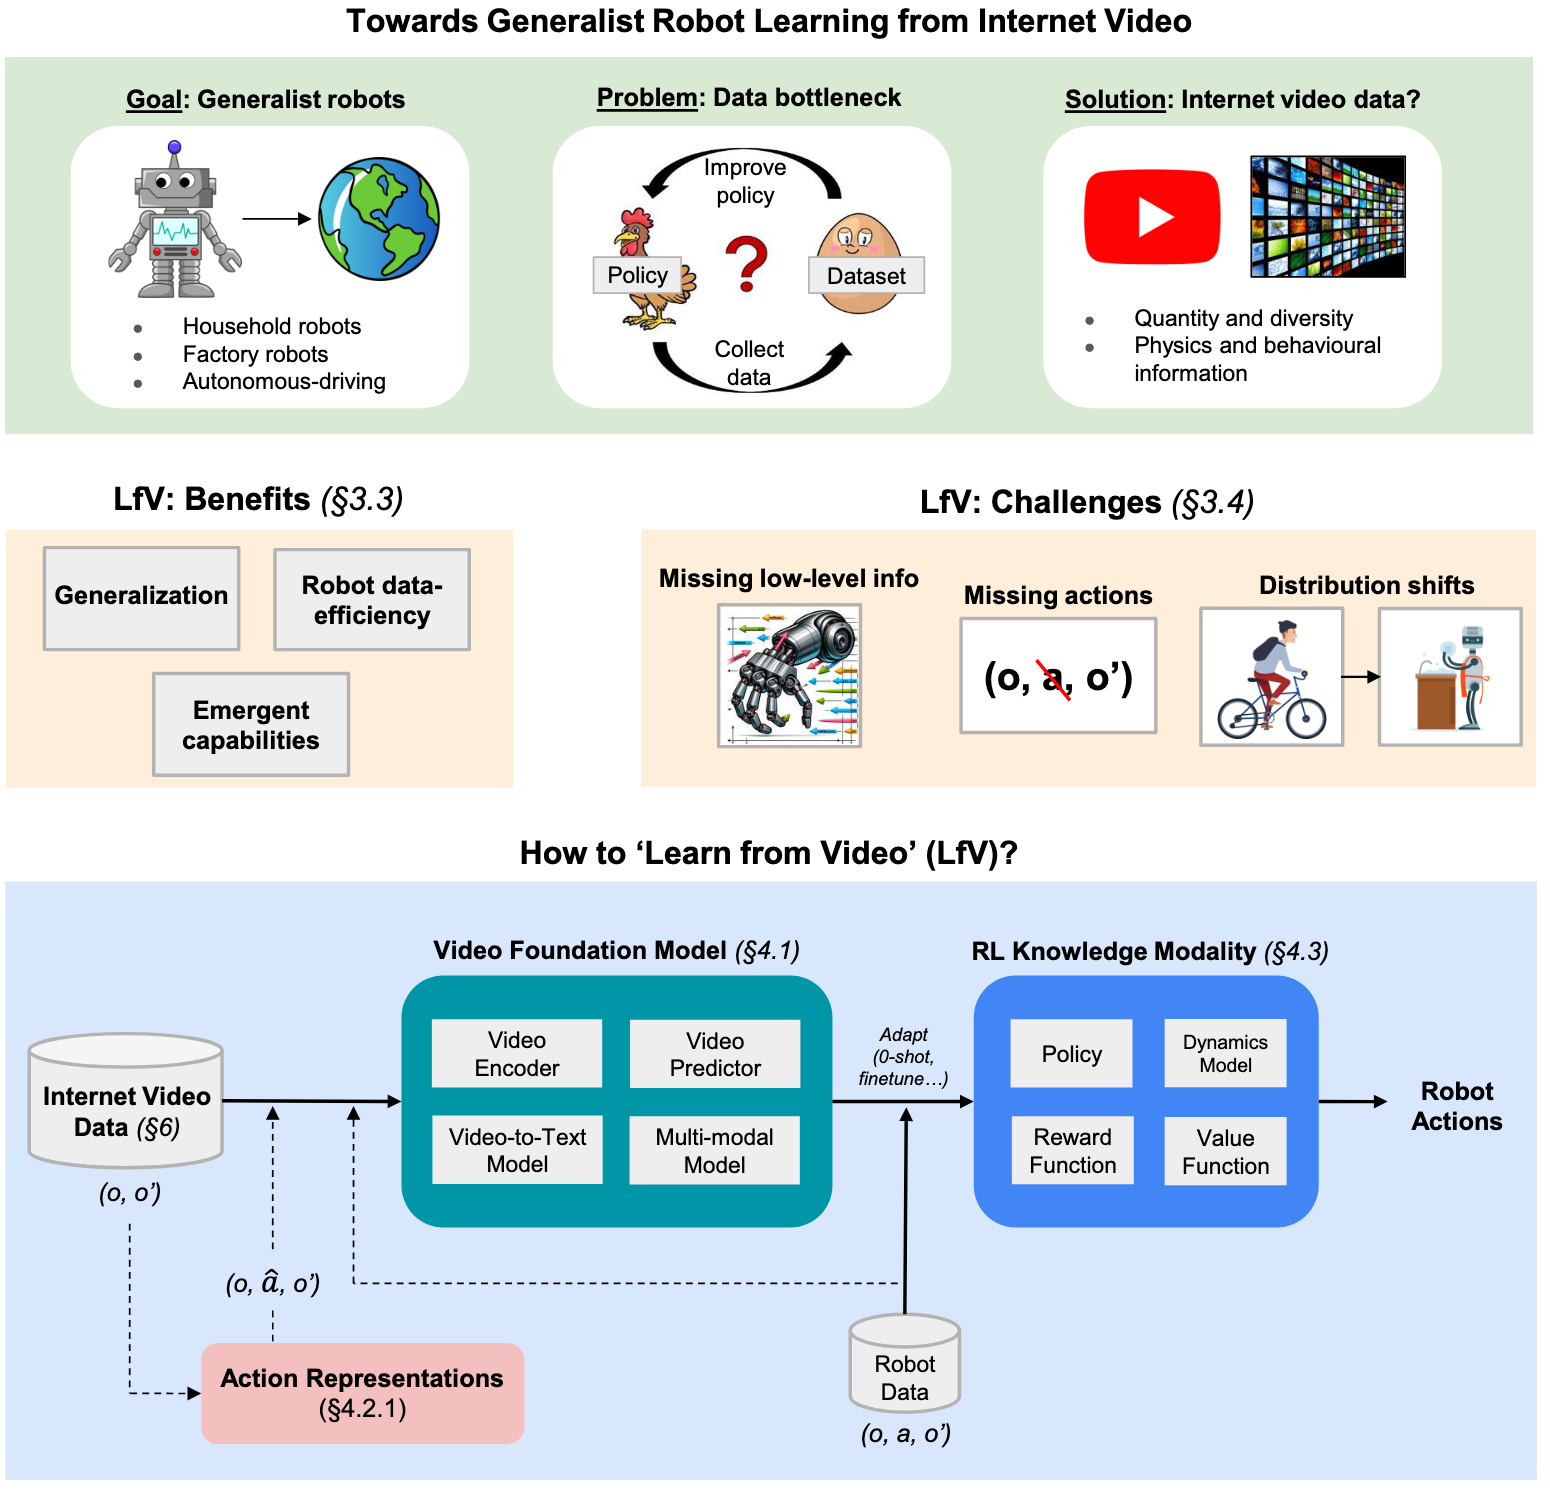 Towards Generalist Robot Learning from Internet Video
Goal: Generalist robots
Household robots
Factory robots
Autonomous-driving
Problem: Data bottleneck
Improve
policy
Policy
?
Dataset
Collect
data
Solution: Internet video data?
Quantity and diversity
Physics and behavioural
information
LfV: Benefits (§3.3)
Generalization
Robot data-
efficiency
Emergent
capabilities
LfV: Challenges (§3.4)
Missing low-level info
Missing actions
(o, a, o’)
Distribution shifts
How to ‘Learn from Video’ (LfV)?
Internet Video
Data (§6)
(o, o’)
(o, â, o’)
Action Representations
(§4.2.1)
Video Foundation Model (§4.1)
Video
Encoder
Video
Predictor
Video-to-Text
Model
Multi-modal
Model
Adapt
(0-shot,
finetune…)
Robot
Data
(o, a, o’)
RL Knowledge Modality (§4.3)
Policy
Dynamics
Model
Reward
Function
Value
Function
Robot
Actions